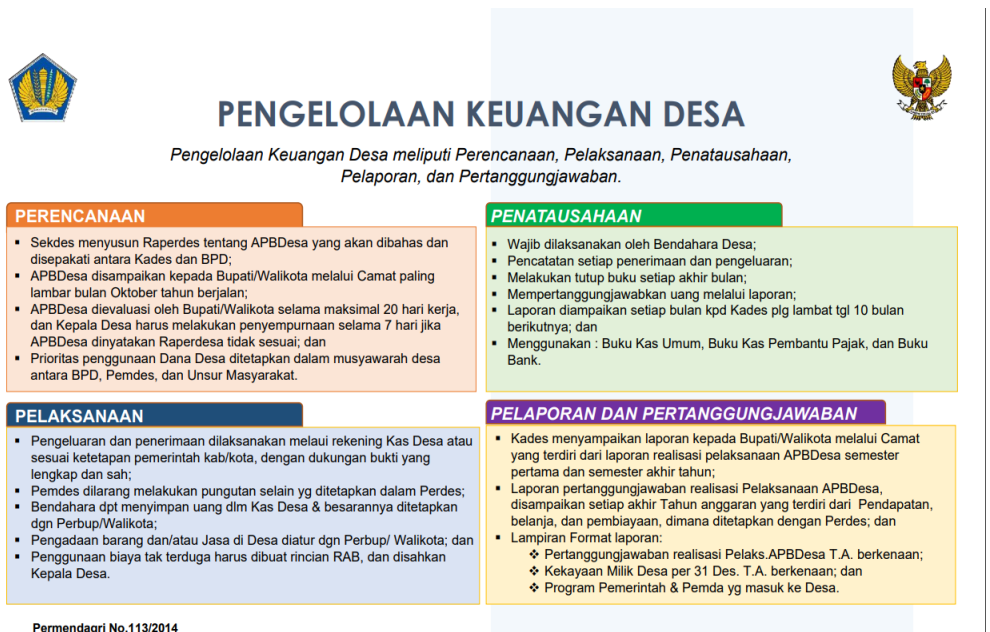 PENGELOLAAN KEUANGAN DESA
Pengelolaan Keuangan Desa meliputi Perencanaan, Pelaksanaan, Penatausahaan,
Pelaporan, dan Pertanggungjawaban.
PERENCANAAN
▪ Sekdes menyusun Raperdes tentang APBDesa yang akan dibahas dan
disepakati antara Kades dan BPD;
▪ APBDesa disampaikan kepada Bupati/Walikota melalui Camat paling
lambar bulan Oktober tahun berjalan;
▪ APBDesa dievaluasi oleh Bupati/Walikota selama maksimal 20 hari kerja,
dan Kepala Desa harus melakukan penyempurnaan selama 7 hari jika
APBDesa dinyatakan Raperdesa tidak sesuai; dan
▪ Prioritas penggunaan Dana Desa ditetapkan dalam musyawarah desa
antara BPD, Pemdes, dan Unsur Masyarakat.
PENATAUSAHAAN
▪ Wajib dilaksanakan oleh Bendahara Desa;
▪ Pencatatan setiap penerimaan dan pengeluaran;
▪ Melakukan tutup buku setiap akhir bulan;
▪ Mempertanggungjawabkan uang melalui laporan;
▪ Laporan diampaikan setiap bulan kpd Kades plg lambat tgl 10 bulan
berikutnya; dan
▪ Menggunakan : Buku Kas Umum, Buku Kas Pembantu Pajak, dan Buku
Bank.
PELAKSANAAN
▪ Pengeluaran dan penerimaan dilaksanakan melaui rekening Kas Desa atau
sesuai ketetapan pemerintah kab/kota, dengan dukungan bukti yang
lengkap dan sah;
▪ Pemdes dilarang melakukan pungutan selain yg ditetapkan dalam Perdes;
▪ Bendahara dpt menyimpan uang dlm Kas Desa & besarannya ditetapkan
dgn Perbup/Walikota;
▪ Pengadaan barang dan/atau Jasa di Desa diatur dgn Perbup/ Walikota; dan
▪ Penggunaan biaya tak terduga harus dibuat rincian RAB, dan disahkan
Kepala Desa.
PELAPORAN DAN PERTANGGUNGJAWABAN
▪ Kades menyampaikan laporan kepada Bupati/Walikota melalui Camat
yang terdiri dari laporan realisasi pelaksanaan APBDesa semester
pertama dan semester akhir tahun;
▪ Laporan pertanggungjawaban realisasi Pelaksanaan APBDesa,
disampaikan setiap akhir Tahun anggaran yang terdiri dari Pendapatan,
belanja, dan pembiayaan, dimana ditetapkan dengan Perdes; dan
▪ Lampiran Format laporan:
❖ Pertanggungjawaban realisasi Pelaks.APBDesa T.A. berkenaan;
❖ Kekayaan Milik Desa per 31 Des. T.A. berkenaan; dan
❖ Program Pemerintah & Pemda yg masuk ke Desa.
Permendagri No.113/2014